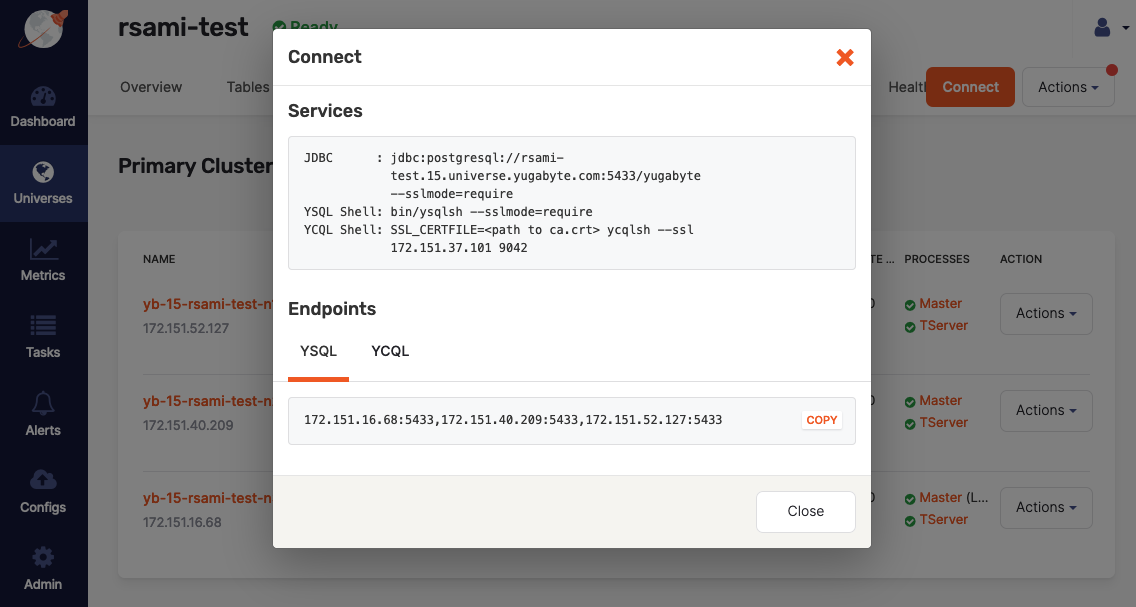 rsami-test Ready
Connect
Overview
Tables
Connect
Actions
Dashboard
Universes
Metrics
Tasks
Alerts
Configs
Admin
Services
JDBC      : jdbc:postgresql://rsami-
test.15.universe.yugabyte.com:5433/yugabyte
--sslmode=require
YSQL Shell: bin/ysqlsh --sslmode=require
YCQL Shell: SSL_CERTFILE=<path to ca.crt> ycqlsh --ssl
172.151.37.101 9042
Endpoints
YSQL YCQL
172.151.16.68:5433,172.151.40.209:5433,172.151.52.127:5433 COPY
Close
Primary Cluster
NAME PROCESSES ACTION
yb-15-rsami-test-n
172.151.52.127
Master
TServer
Actions
yb-15-rsami-test-n
172.151.40.209
Master
TServer
Actions
yb-15-rsami-test-n
172.151.16.68
Master (L...
TServer
Actions